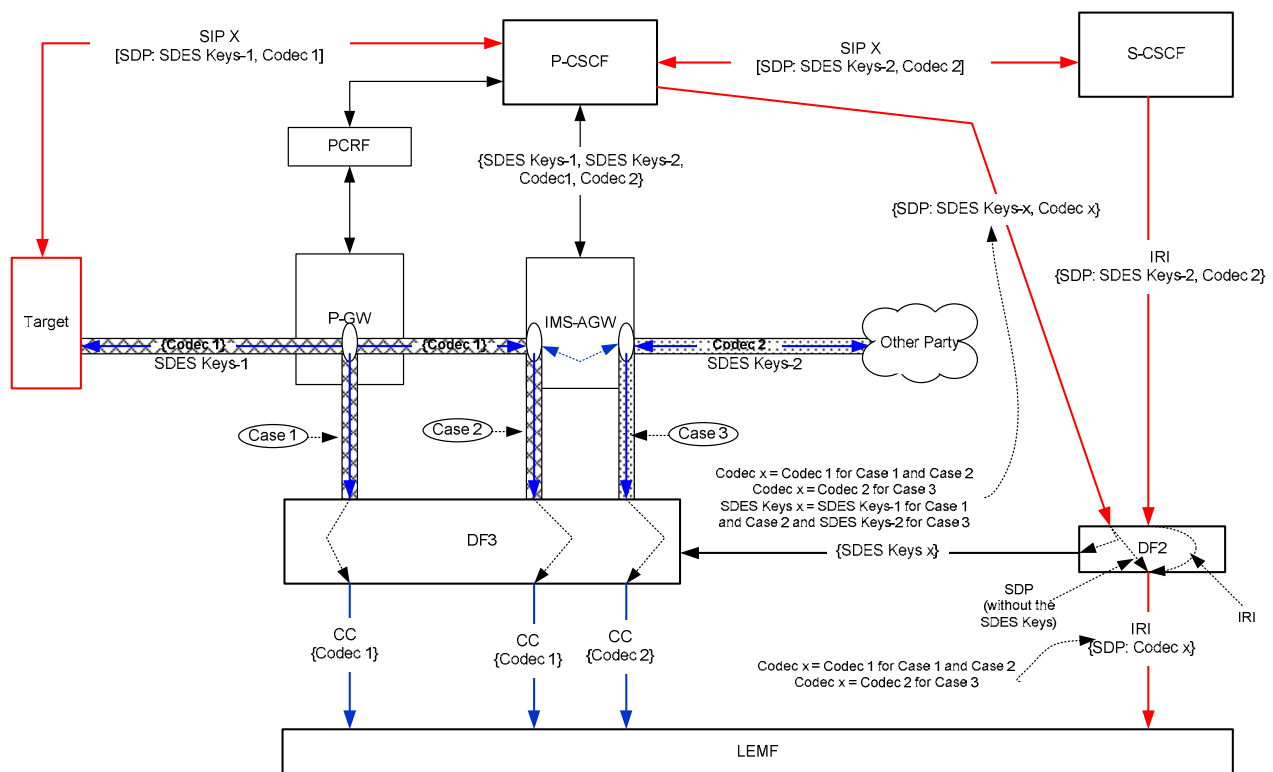 SIP X
[SDP: SDES Keys-1, Codec 1]
P-CSCF
SIP X
[SDP: SDES Keys-2, Codec 2]
S-CSCF
PCRF
{SDES Keys-1, SDES Keys-2,
Codec1, Codec 2}
{SDP: SDES Keys-x, Codec x}
IRI
{SDP: SDES Keys-2, Codec 2}
Target
P-GW
IMS-AGW
Other Party
{Codec 1}
{Codec 1}
Codec 2
SDES Keys-1
SDES Keys-2
Case 1
Case 2
Case 3
Codec x = Codec 1 for Case 1 and Case 2
Codec x = Codec 2 for Case 3
SDES Keys x = SDES Keys-1 for Case 1
and Case 2 and SDES Keys-2 for Case 3
DF3
{SDES Keys x}
DF2
SDP
(without the
SDES Keys)
IRI
CC
{Codec 1}
CC
{Codec 1}
CC
{Codec 2}
IRI
{SDP: Codec x}
Codec x = Codec 1 for Case 1 and Case 2
Codec x = Codec 2 for Case 3
LEMF